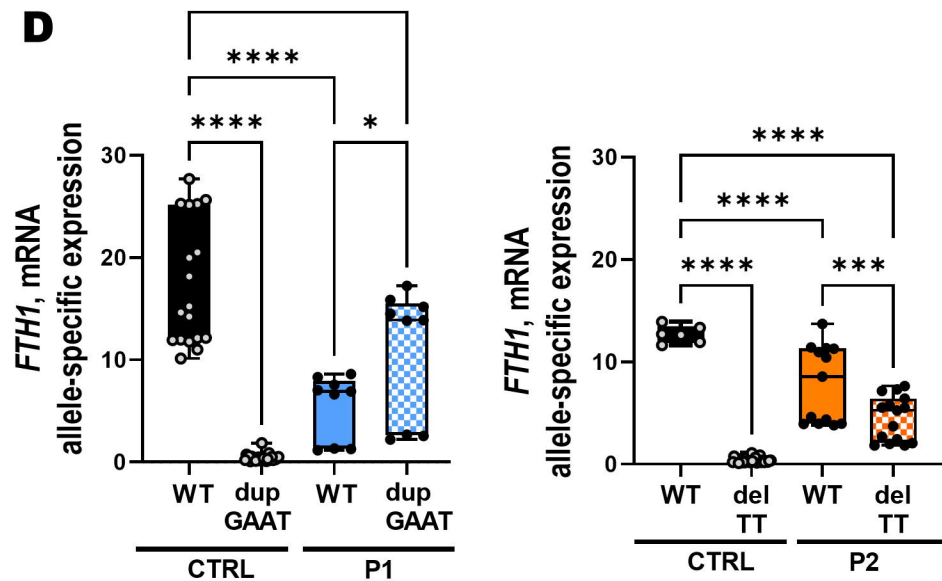 D
****
**** *
FTH1, mRNA
allele-specific expression
30
20
10
0
WT dup GAAT WT dup GAAT
CTRL P1
****
****
**** ***
FTH1, mRNA
allele-specific expression
30
20
10
0
WT del TT WT del TT
CTRL P2